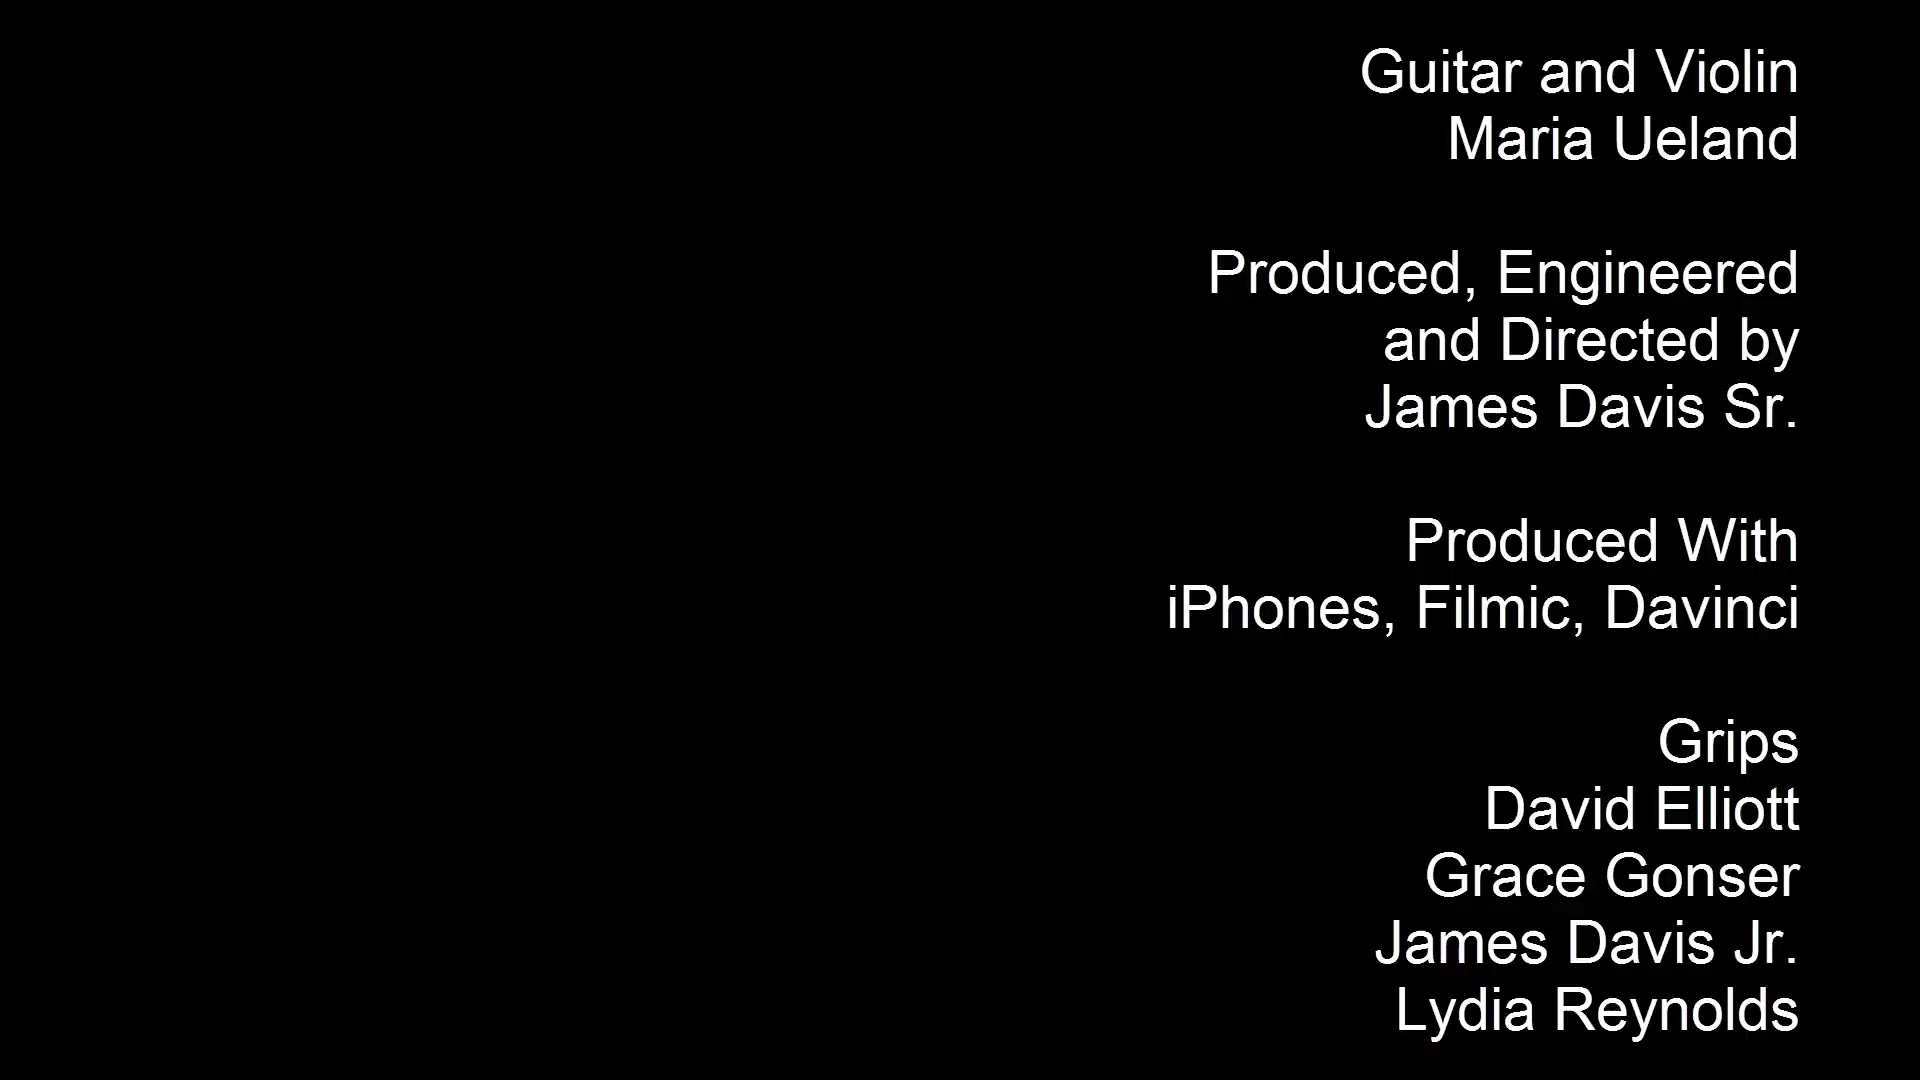 Guitar and Violin
Maria Ueland
Produced, Engineered
and Directed by
James Davis Sr.
Produced With
iPhones, Filmic, Davinci
Grips
David Elliott
Grace Gonser
James Davis Jr.
Lydia Reynolds